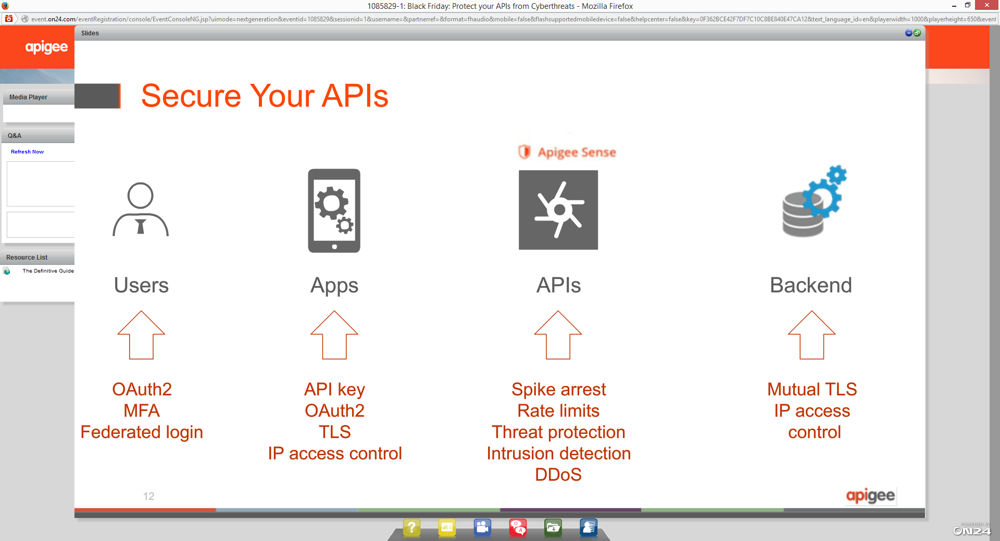 1085829-1: Black Friday: Protect your APIs from Cyberthreats - Mozilla Firefox
event.on24.com/eventRegistration/console/EventConsoleNG.jsp?uimode=nextgeneration&eventid=1085829&sessionid=1&username=&partnerref=&format=fhaudio&mobile=false&flashsupportedmobiledevice=false&helpcenter=false&key=0F362BCE42F7DF7C10C8BE840E47CA12&text_language_id=en&playerwidth=1000&playerheight=650&event
apigee
Slides
Media Player
Q&A
Refresh Now
Resource List
The Definitive Guide
Secure Your APIs
Apigee Sense
Users
Apps
APIs
Backend
OAuth2
MFA
Federated login
API key
OAuth2
TLS
IP access control
Spike arrest
Rate limits
Threat protection
Intrusion detection
DDoS
Mutual TLS
IP access
control
12
apigee
?
Q
A
POWERED BY
ON24